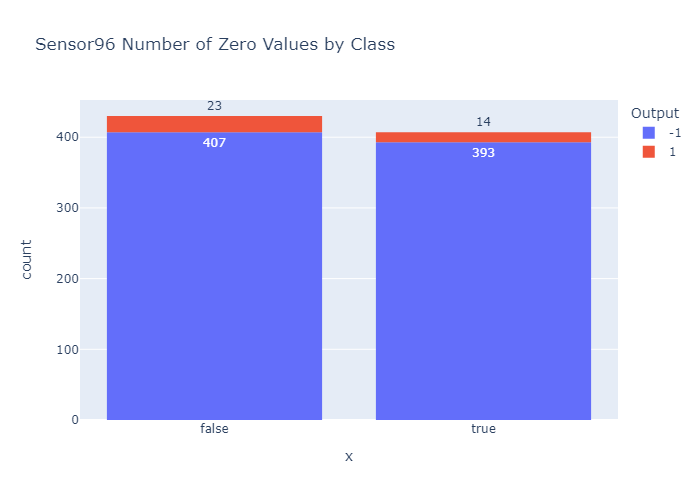 Sensor96 Number of Zero Values by Class
23
14
407
393
Output
-1
1
400
300
200
100
0
count
false
true
x